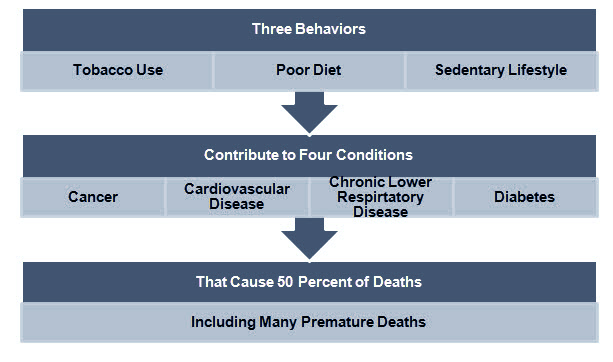 Three Behaviors
Tobacco Use
Poor Diet
Sedentary Lifestyle
Contribute to Four Conditions
Cancer
Cardiovascular
Disease
Chronic Lower
Respirtatory
Disease
Diabetes
That Cause 50 Percent of Deaths
Including Many Premature Deaths